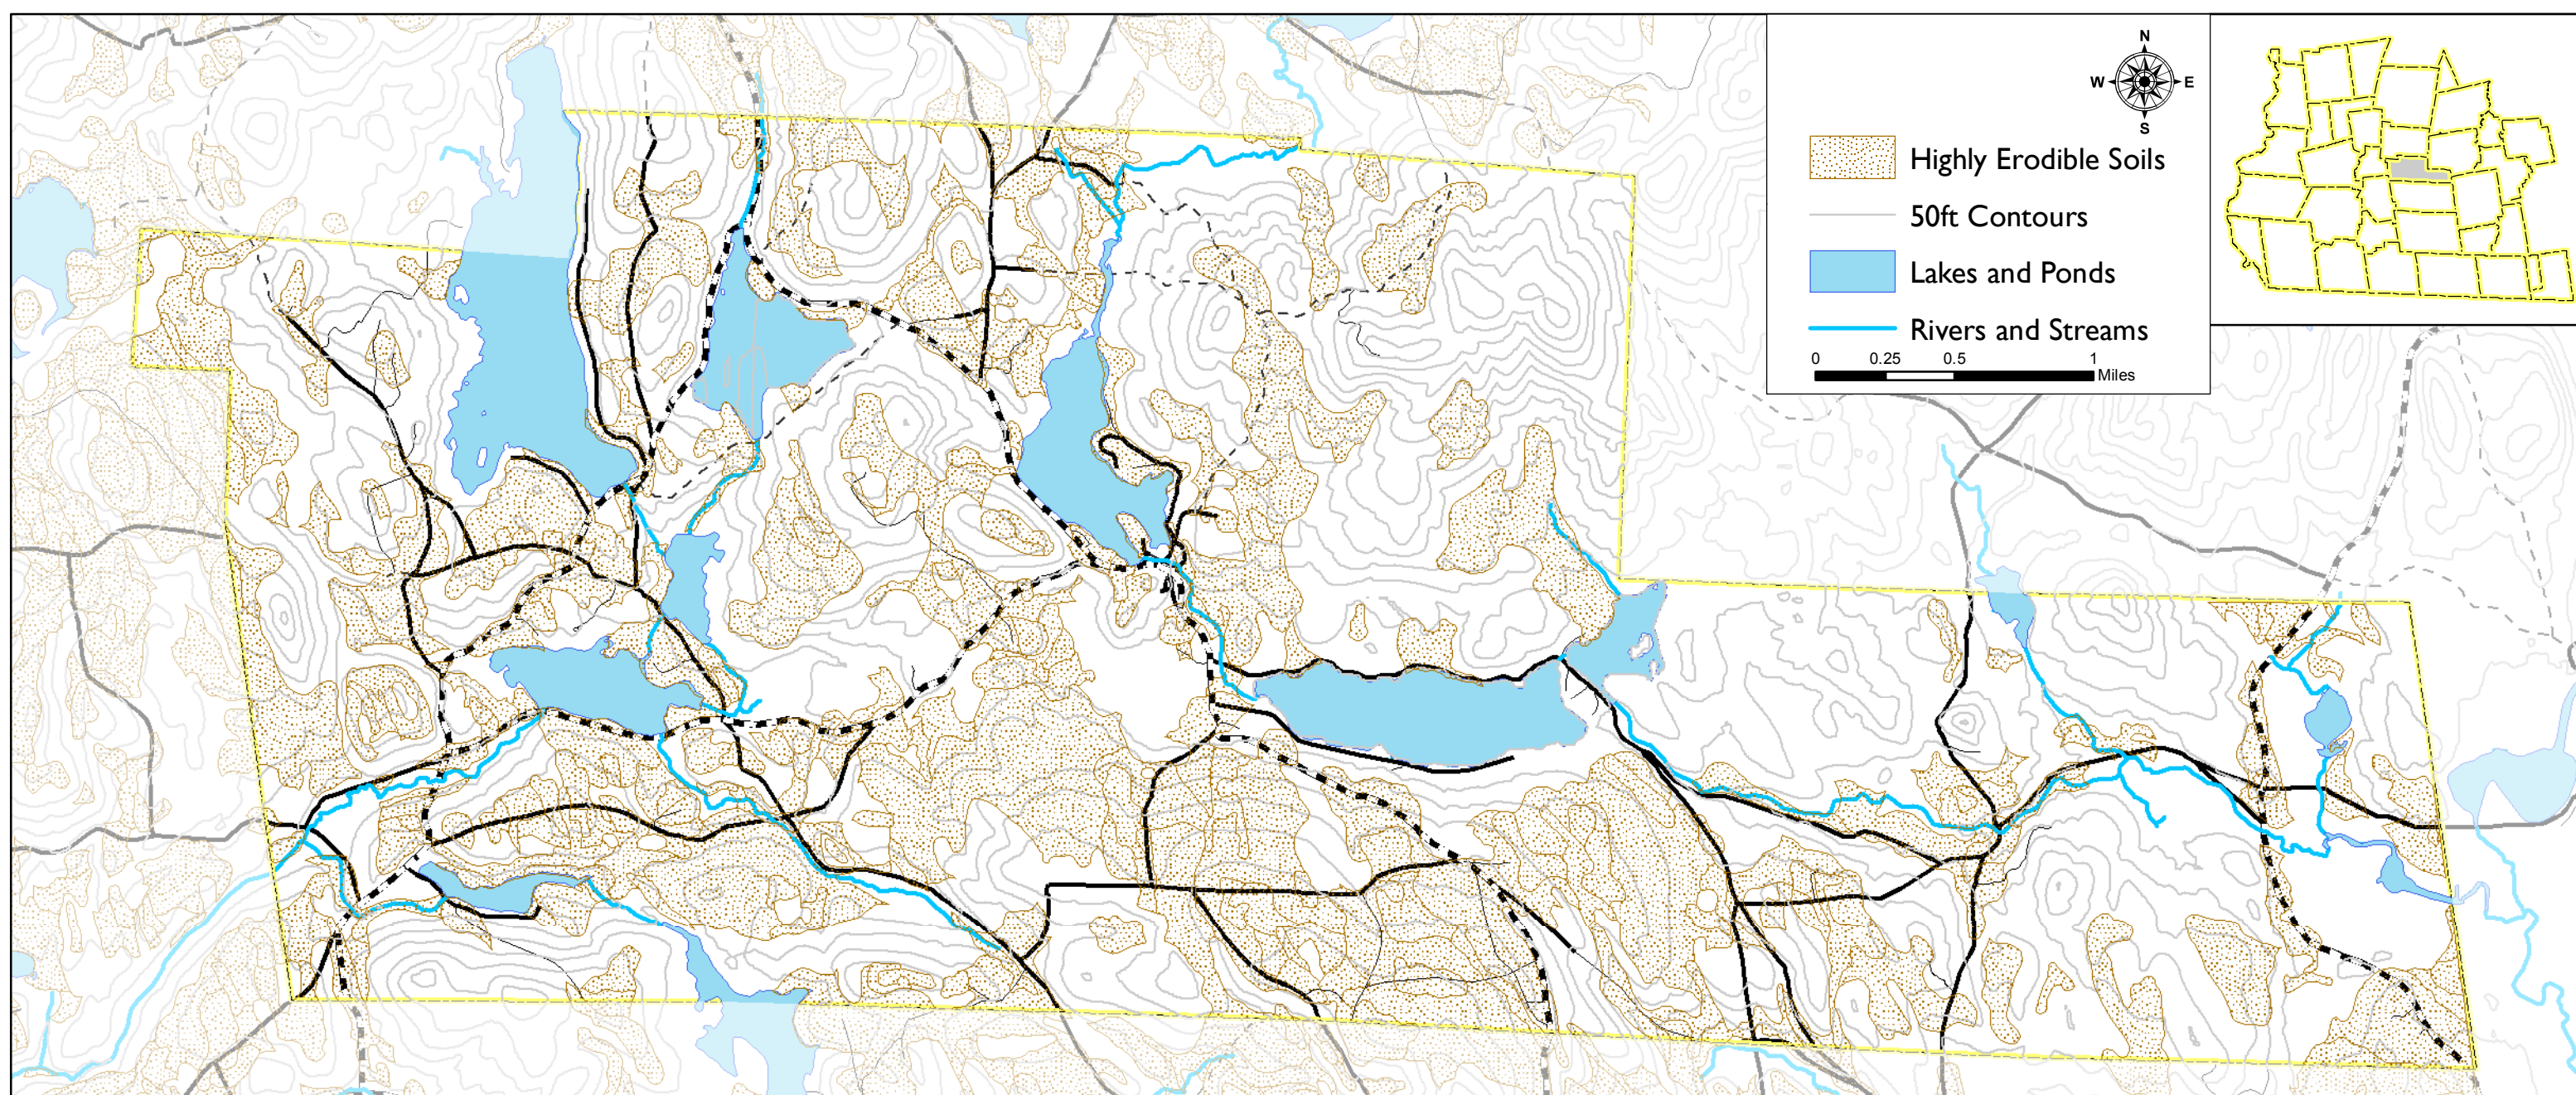 N
W E
S
Highly Erodible Soils
50ft Contours
Lakes and Ponds
Rivers and Streams
0 0.25 0.5 1
Miles